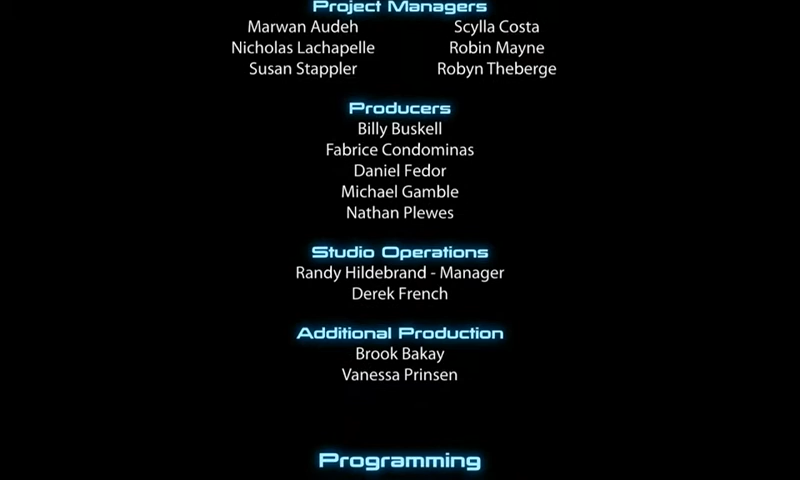 Project Managers
Marwan Audeh Scylla Costa
Nicholas Lachapelle Robin Mayne
Susan Stappler Robyn Theberge
Producers
Billy Buskell
Fabrice Condominas
Daniel Fedor
Michael Gamble
Nathan Plewes
Studio Operations
Randy Hildebrand - Manager
Derek French
Additional Production
Brook Bakay
Vanessa Prinsen
Programming